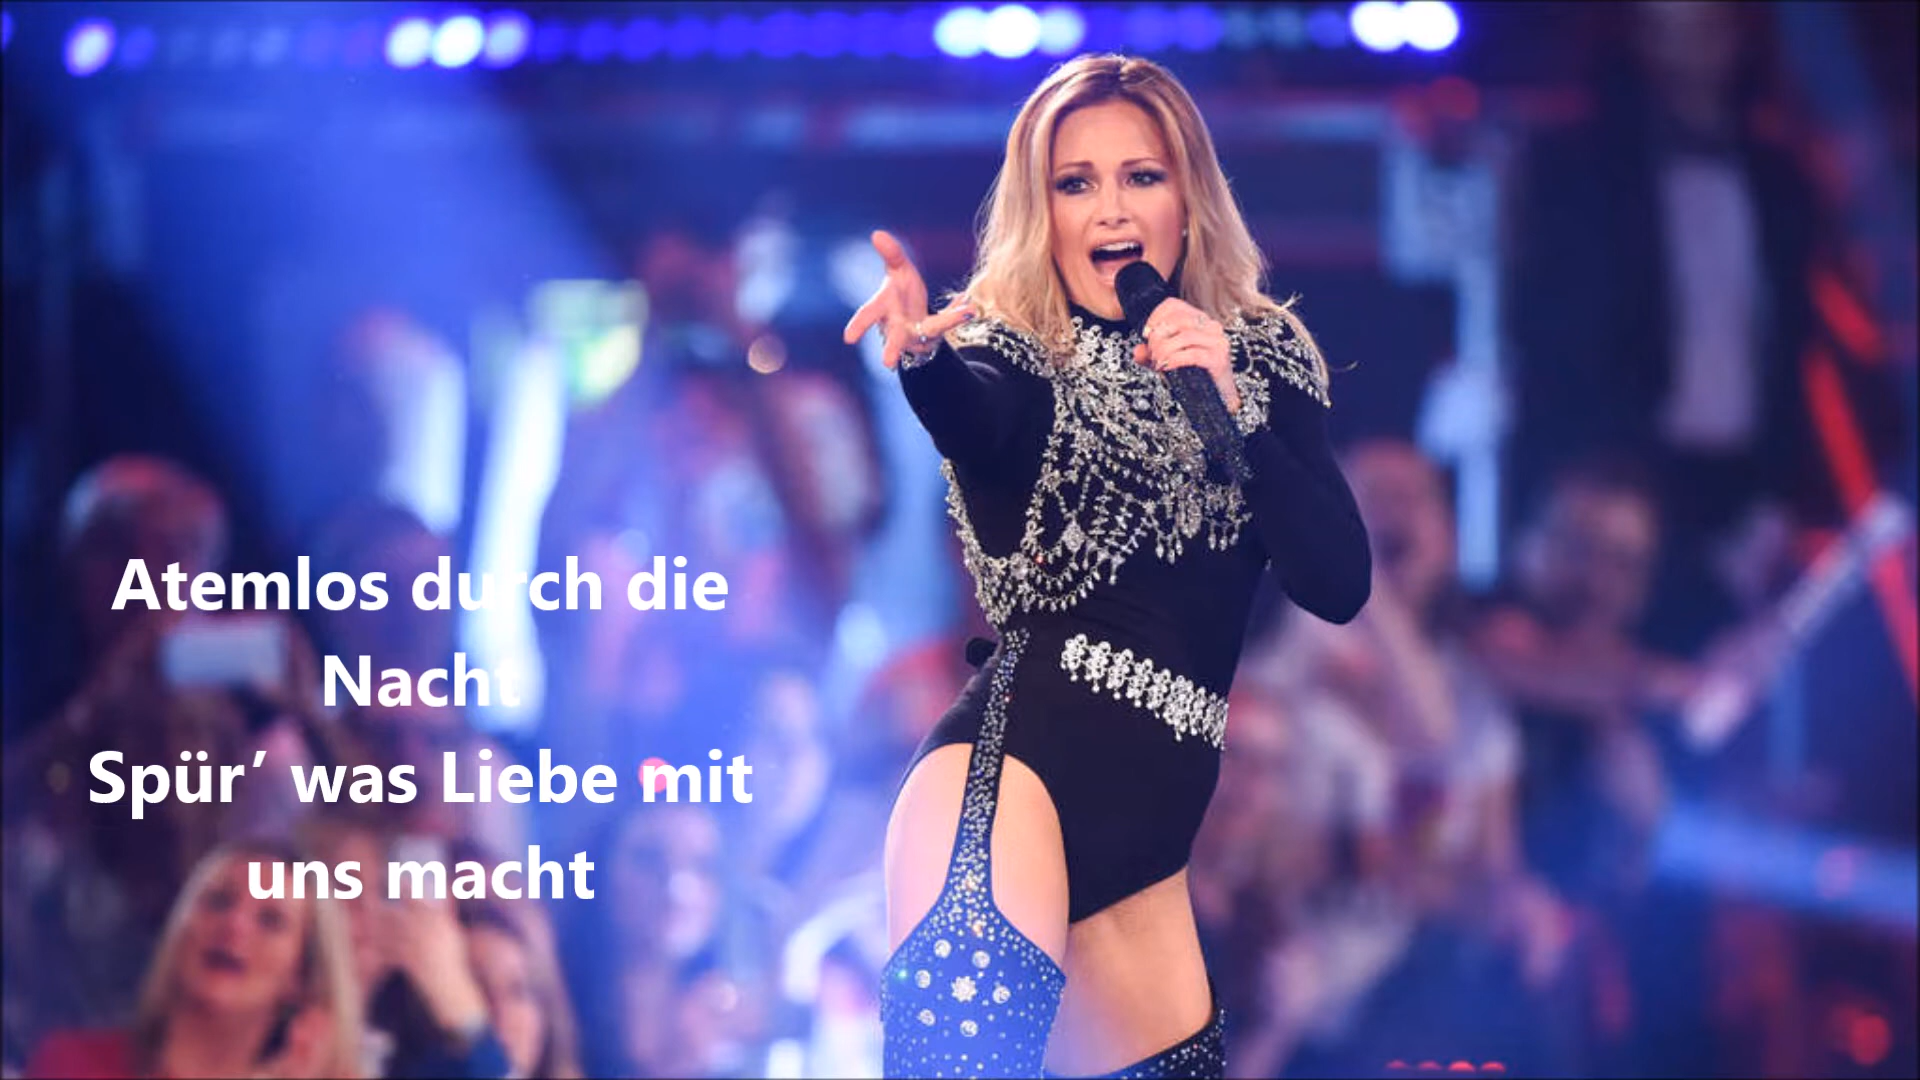 Atemlos durch die
Nacht
Spür’ was Liebe mit
uns macht